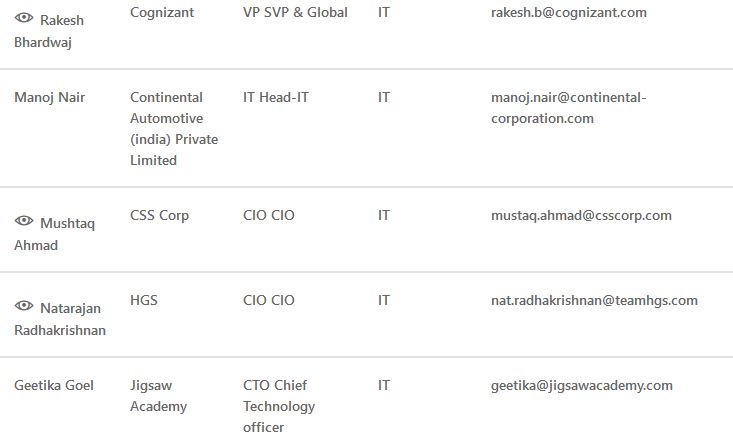 Rakesh Bhardwaj Cognizant VP SVP & Global IT rakesh.b@cognizant.com
Manoj Nair Continental Automotive (india) Private Limited IT Head-IT IT manoj.nair@continental-corporation.com
Mushtaq Ahmad CSS Corp CIO CIO IT mustaq.ahmad@csscorp.com
Natarajan Radhakrishnan HGS CIO CIO IT nat.radhakrishnan@teamhgs.com
Geetika Goel Jigsaw Academy CTO Chief Technology officer IT geetika@jigsawacademy.com